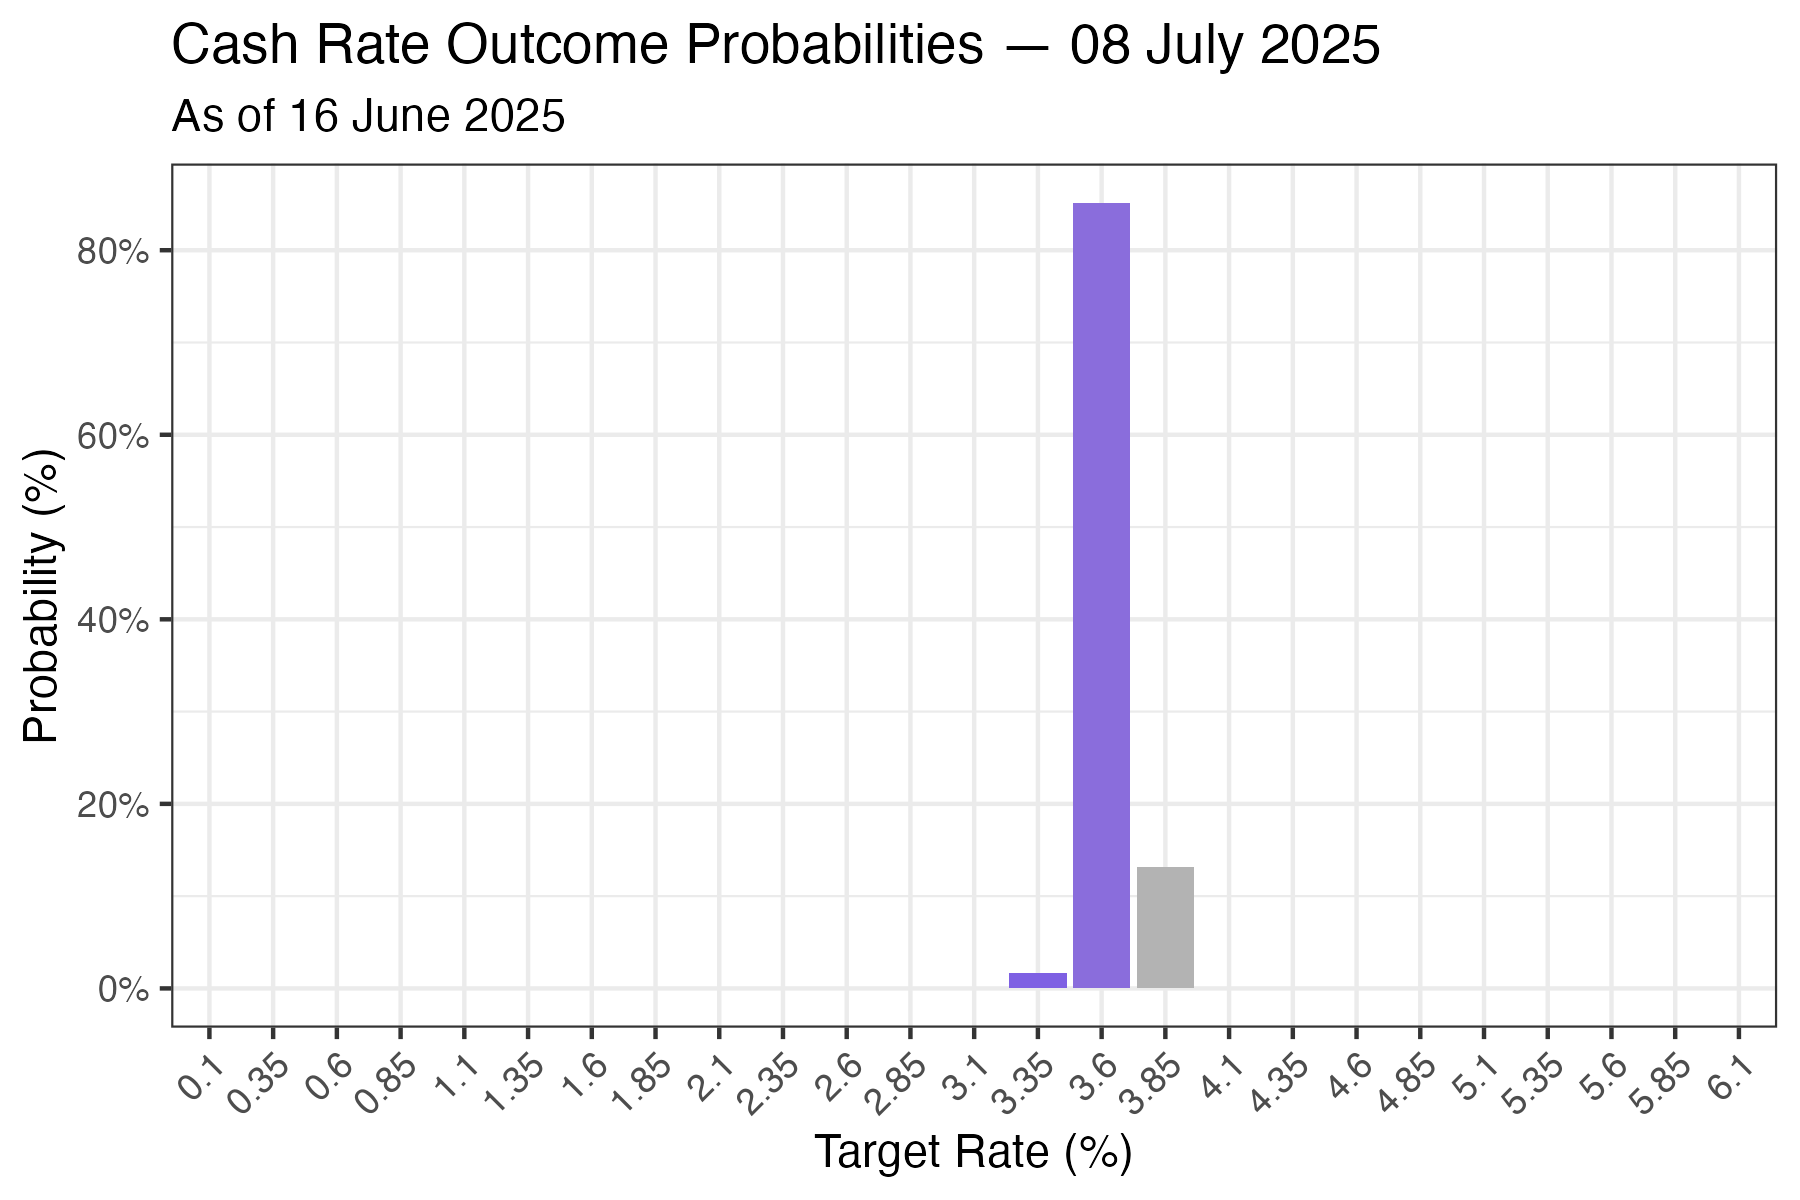 Cash Rate Outcome Probabilities — 08 July 2025
As of 16 June 2025
Probability (%)
80%
60%
40%
20%
0%
0.1 0.35 0.6 0.85 1.1 1.35 1.6 1.85 2.1 2.35 2.6 2.85 3.1 3.35 3.6 3.85 4.1 4.35 4.6 4.85 5.1 5.35 5.6 5.85 6.1
Target Rate (%)